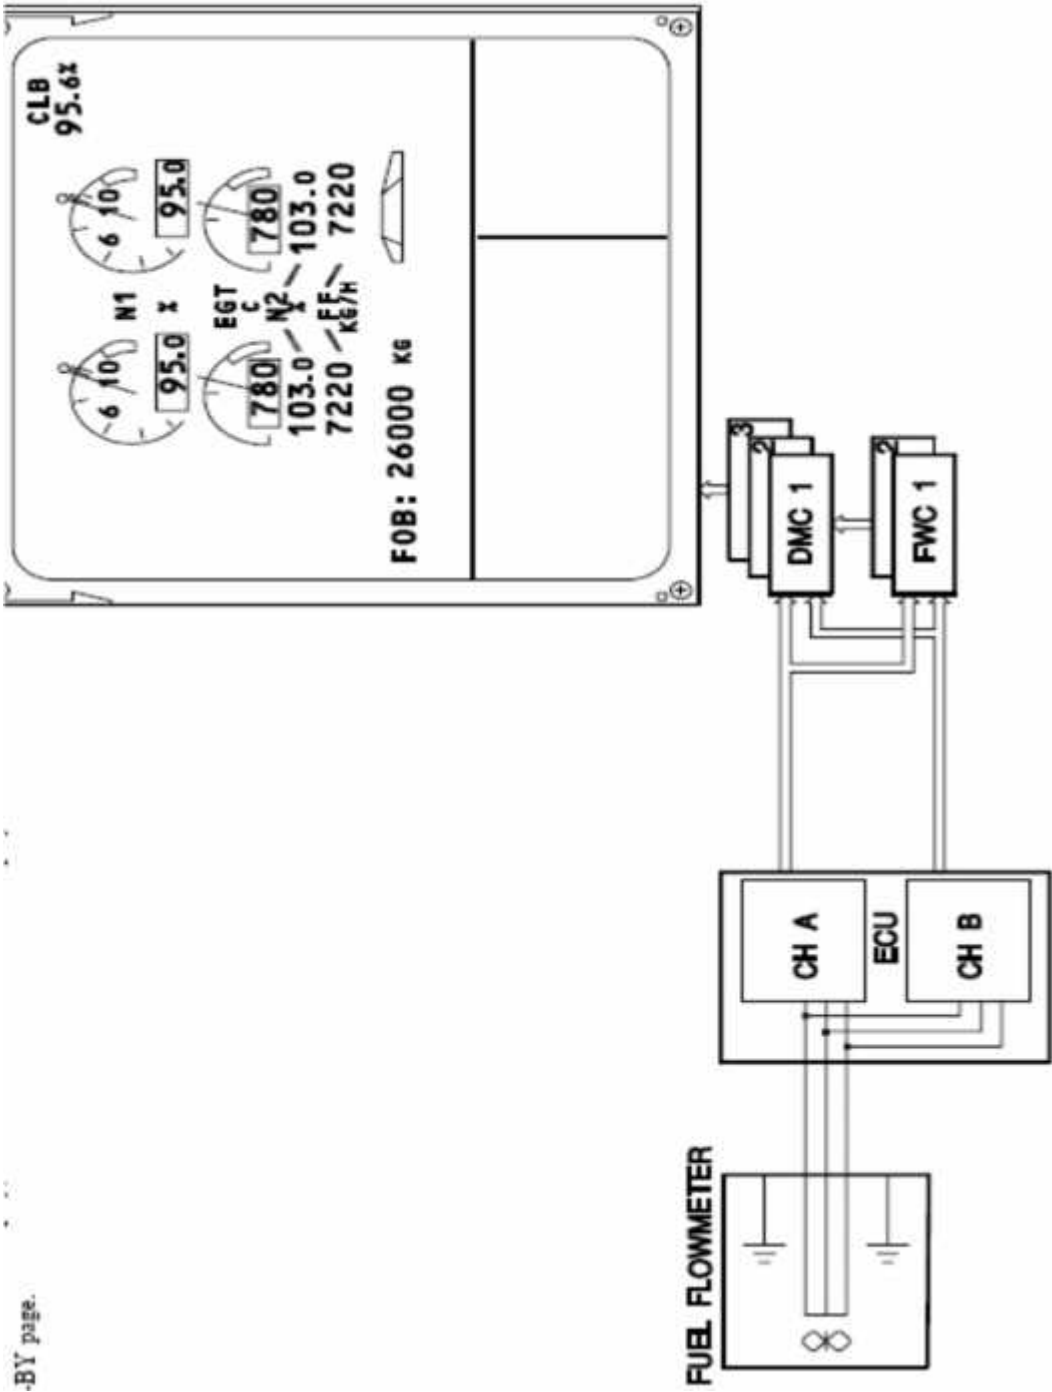 CLB
95.6%
6 10 N1 6 10
95.0 % 95.0
EGT
780 C 780
103.0 N2 % 103.0
7220 FF KG/H 7220
FOB: 26000 KG
3
2
DMC 1
2
FWC 1
CH A
ECU
CH B
FUEL FLOWMETER
-BY page.